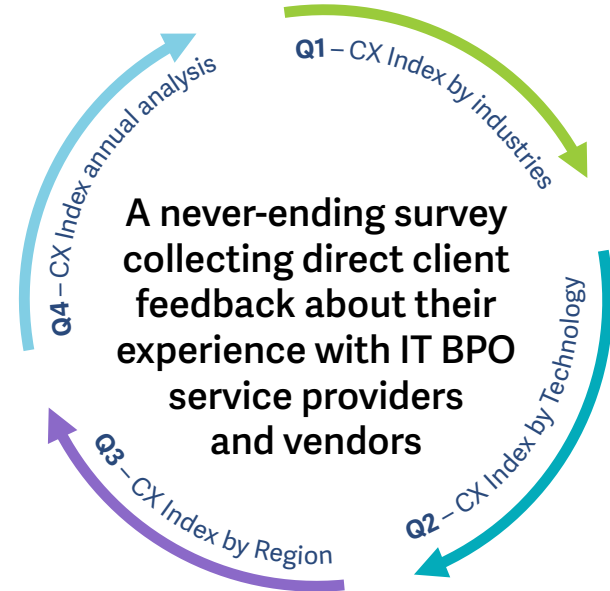 Q1 – CX Index by industries
Q2 – CX Index by Technology
Q3 – CX Index by Region
Q4 – CX Index annual analysis
A never-ending survey
collecting direct client
feedback about their
experience with IT BPO
service providers
and vendors